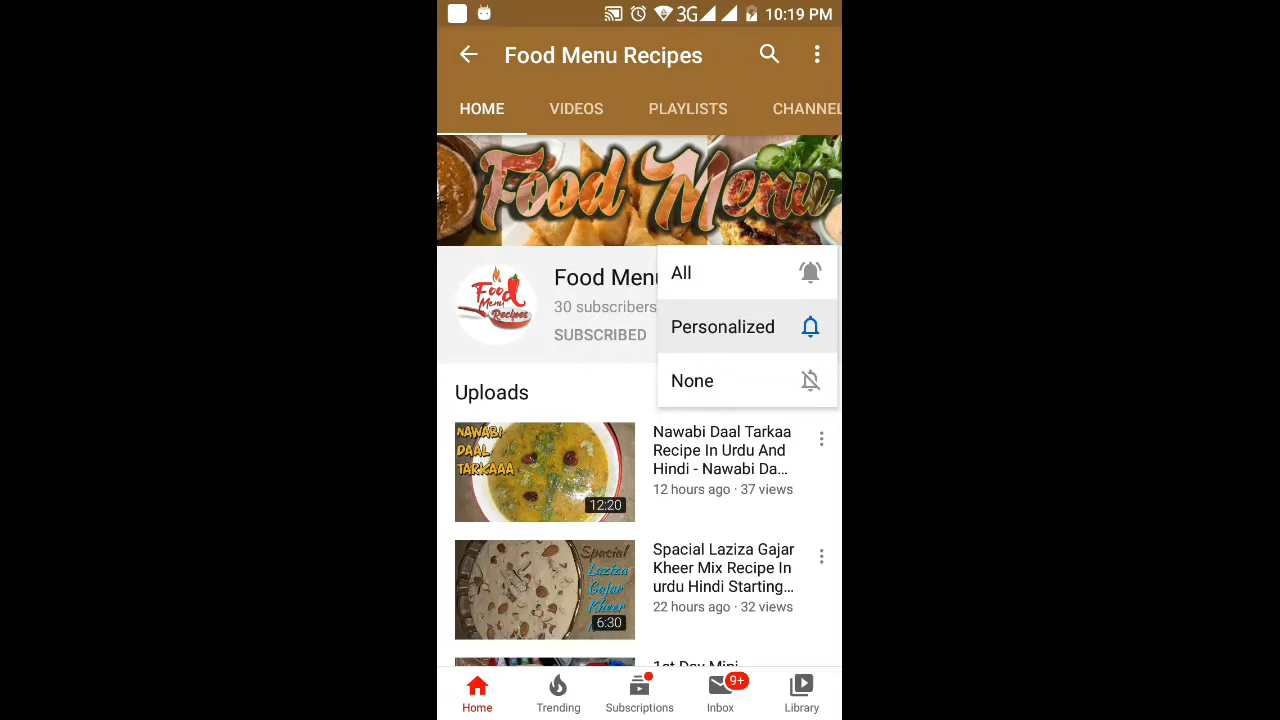 3G 10:19 PM
Food Menu Recipes
HOME VIDEOS PLAYLISTS CHANNEL
Food Menu
Food Menu Recipes
Food Menu
30 subscribers
SUBSCRIBED
All
Personalized
None
Uploads
NAWABI
DAAL
TARKAAA
12:20
Nawabi Daal Tarkaa
Recipe In Urdu And
Hindi - Nawabi Da...
12 hours ago · 37 views
Spacial
Laziza
Gajar
Kheer
6:30
Spacial Laziza Gajar
Kheer Mix Recipe In
urdu Hindi Starting...
22 hours ago · 32 views
1st Day Mini
9+
Home Trending Subscriptions Inbox Library